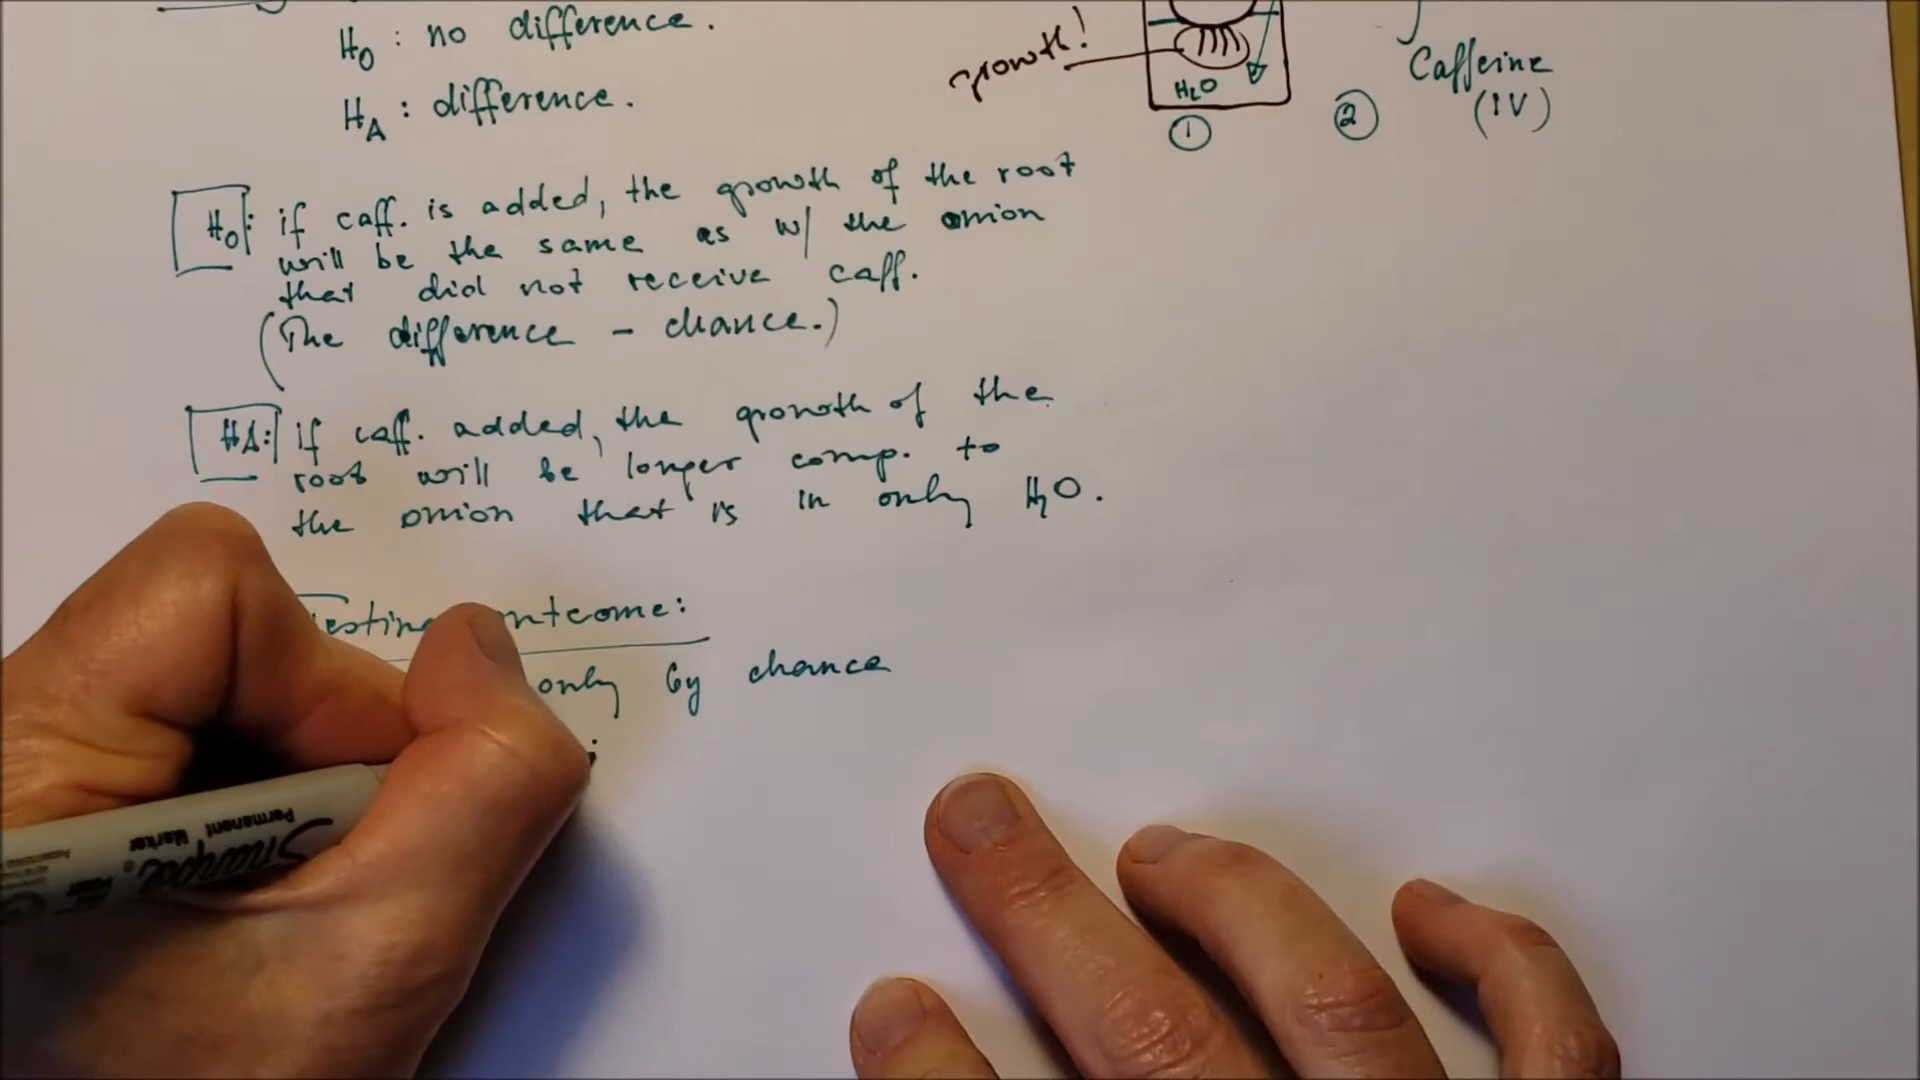 H0 : no difference.
HA : difference.
growth!
H2O
1
2
Caffeine
(IV)
H0: if caff. is added, the growth of the root
will be the same as w/ the onion
that did not receive caff.
(The difference - chance.)
HA: if caff. added, the growth of the
root will be longer comp. to
the onion that is in only H2O.
Testing outcome:
only by chance
Sharpie
Permanent Marker